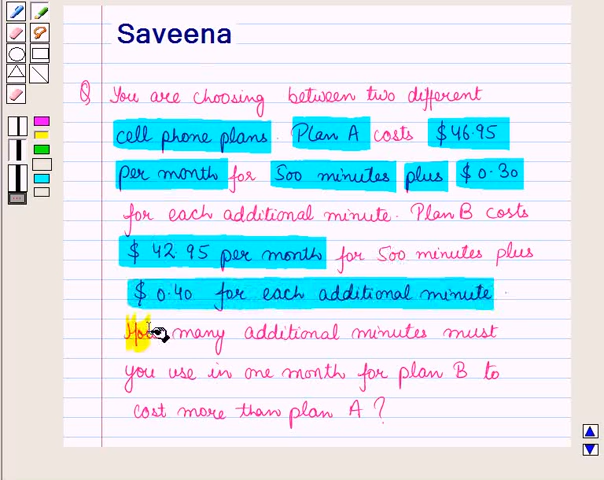 Saveena
Q You are choosing between two different
cell phone plans. Plan A costs $46.95
per month for 500 minutes plus $0.30
for each additional minute. Plan B costs
$ 42.95 per month for 500 minutes plus
$ 0.40 for each additional minute.
How many additional minutes must
you use in one month for plan B to
cost more than plan A?